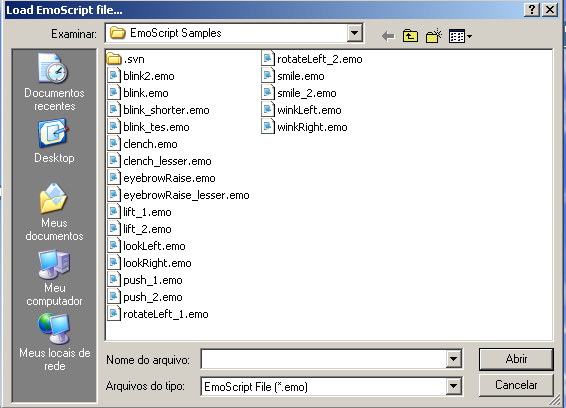 Load EmoScript file...
Examinar:
EmoScript Samples
Documentos
recentes
Desktop
Meus
documentos
Meu
computador
Meus locais de
rede
.svn
blink2.emo
blink.emo
blink_shorter.emo
blink_tes.emo
clench.emo
clench_lesser.emo
eyebrowRaise.emo
eyebrowRaise_lesser.emo
lift_1.emo
lift_2.emo
lookLeft.emo
lookRight.emo
push_1.emo
push_2.emo
rotateLeft_1.emo
rotateLeft_2.emo
smile.emo
smile_2.emo
winkLeft.emo
winkRight.emo
Nome do arquivo:
Abrir
Arquivos do tipo:
EmoScript File (*.emo)
Cancelar